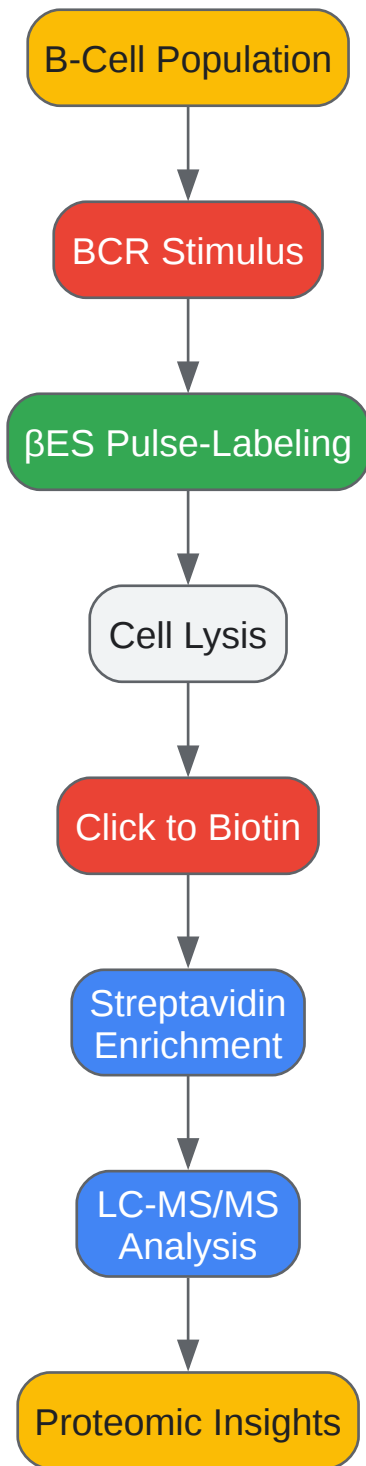 B-Cell Population
BCR Stimulus
βES Pulse-Labeling
Cell Lysis
Click to Biotin
Streptavidin
Enrichment
LC-MS/MS
Analysis
Proteomic Insights